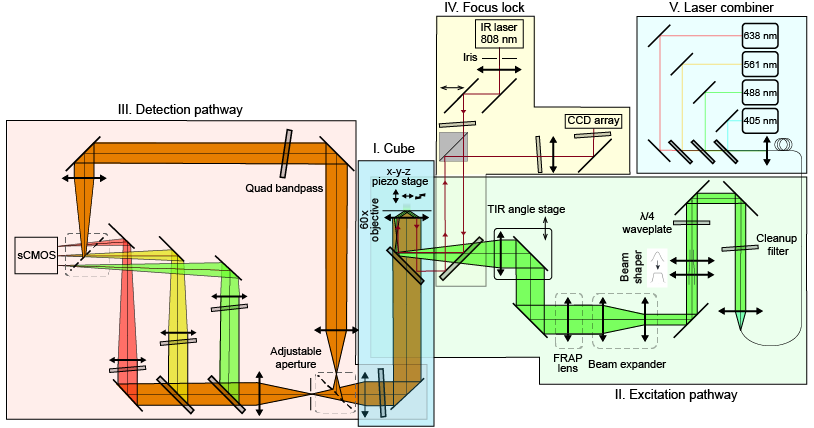 IV. Focus lock
V. Laser combiner
IR laser
808 nm
Iris
638 nm
561 nm
488 nm
405 nm
CCD array
III. Detection pathway
I. Cube
x-y-z
piezo stage
60x
objective
Quad bandpass
TIR angle stage
λ/4
waveplate
Cleanup
filter
Beam
shaper
sCMOS
Adjustable
aperture
FRAP
lens
Beam expander
II. Excitation pathway